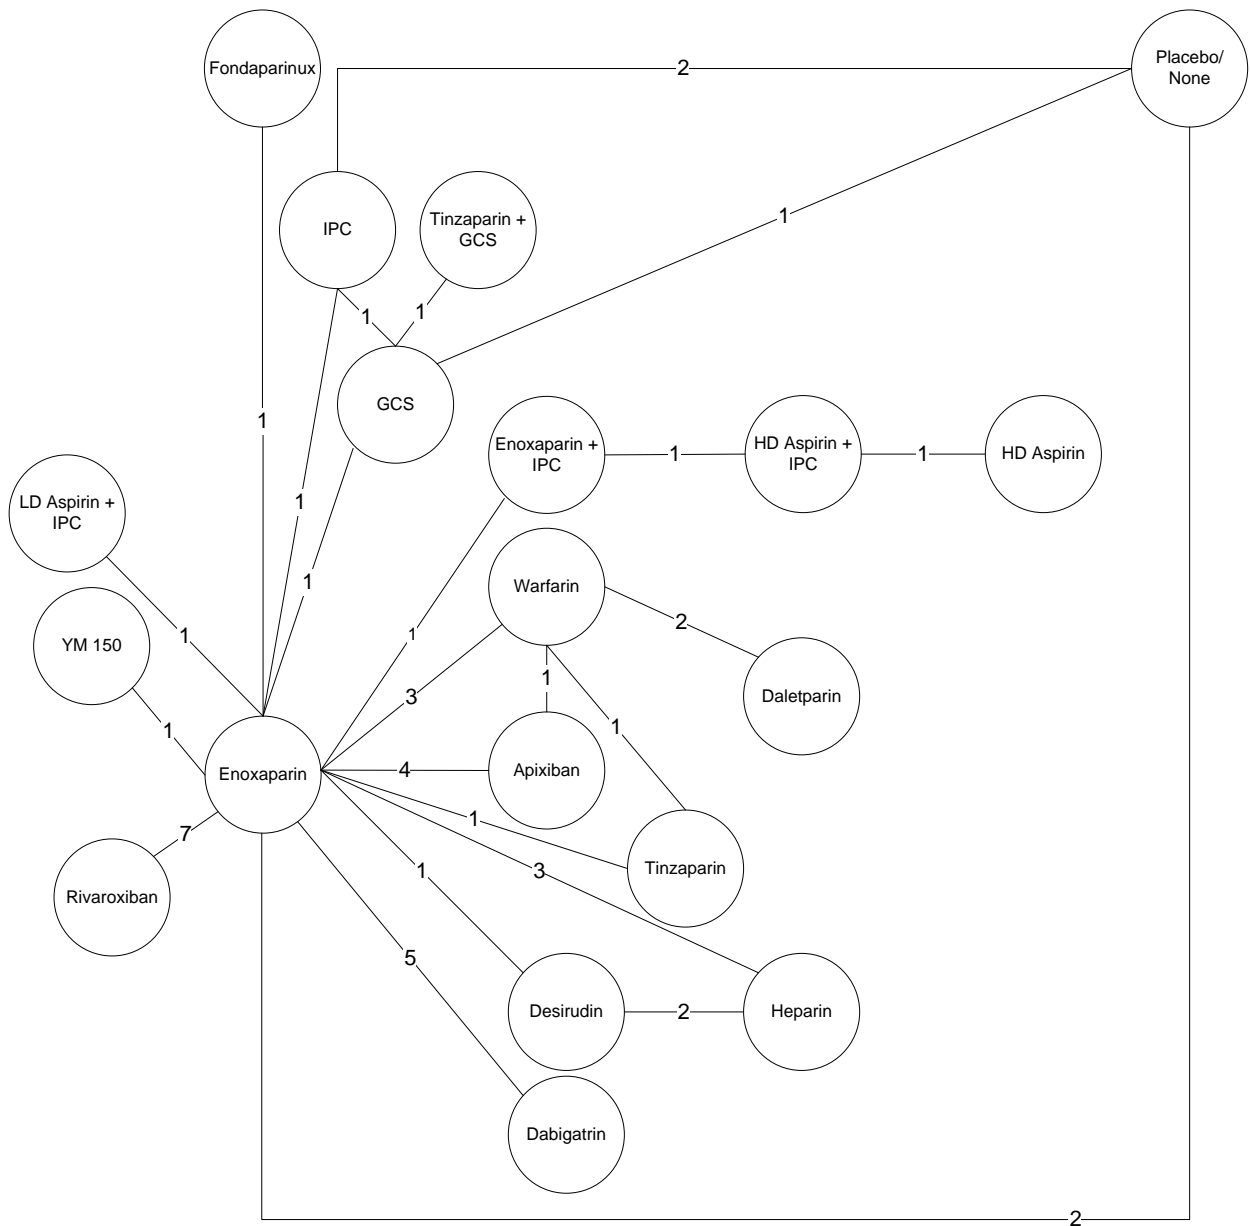 Fondaparinux
Placebo/
None
2
IPC
Tinzaparin +
GCS
1
1
1
GCS
1
Enoxaparin +
IPC
1
HD Aspirin +
IPC
1
HD Aspirin
LD Aspirin +
IPC
1
1
Warfarin
1
1
2
YM 150
1
3
1
Daletparin
1
1
Enoxaparin
4
Apixiban
7
1
Tinzaparin
3
1
Rivaroxiban
5
Desirudin
2
Heparin
Dabigatrin
2